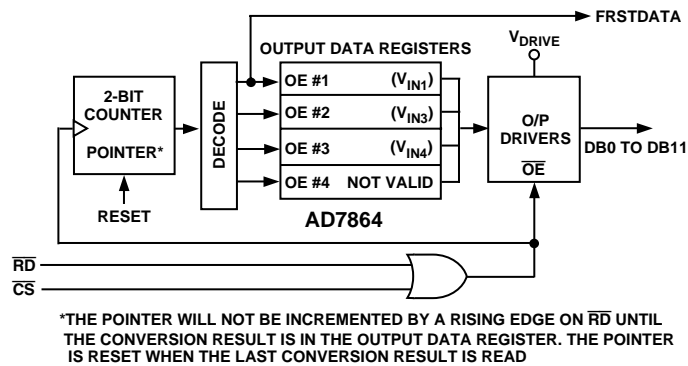 FRSTDATA
OUTPUT DATA REGISTERS
VDRIVE
2-BIT
COUNTER
POINTER*
RESET
DECODE
OE #1 (VIN1)
OE #2 (VIN3)
OE #3 (VIN4)
OE #4 NOT VALID
AD7864
O/P
DRIVERS
OE
DB0 TO DB11
RD
CS
*THE POINTER WILL NOT BE INCREMENTED BY A RISING EDGE ON RD UNTIL
THE CONVERSION RESULT IS IN THE OUTPUT DATA REGISTER. THE POINTER
IS RESET WHEN THE LAST CONVERSION RESULT IS READ